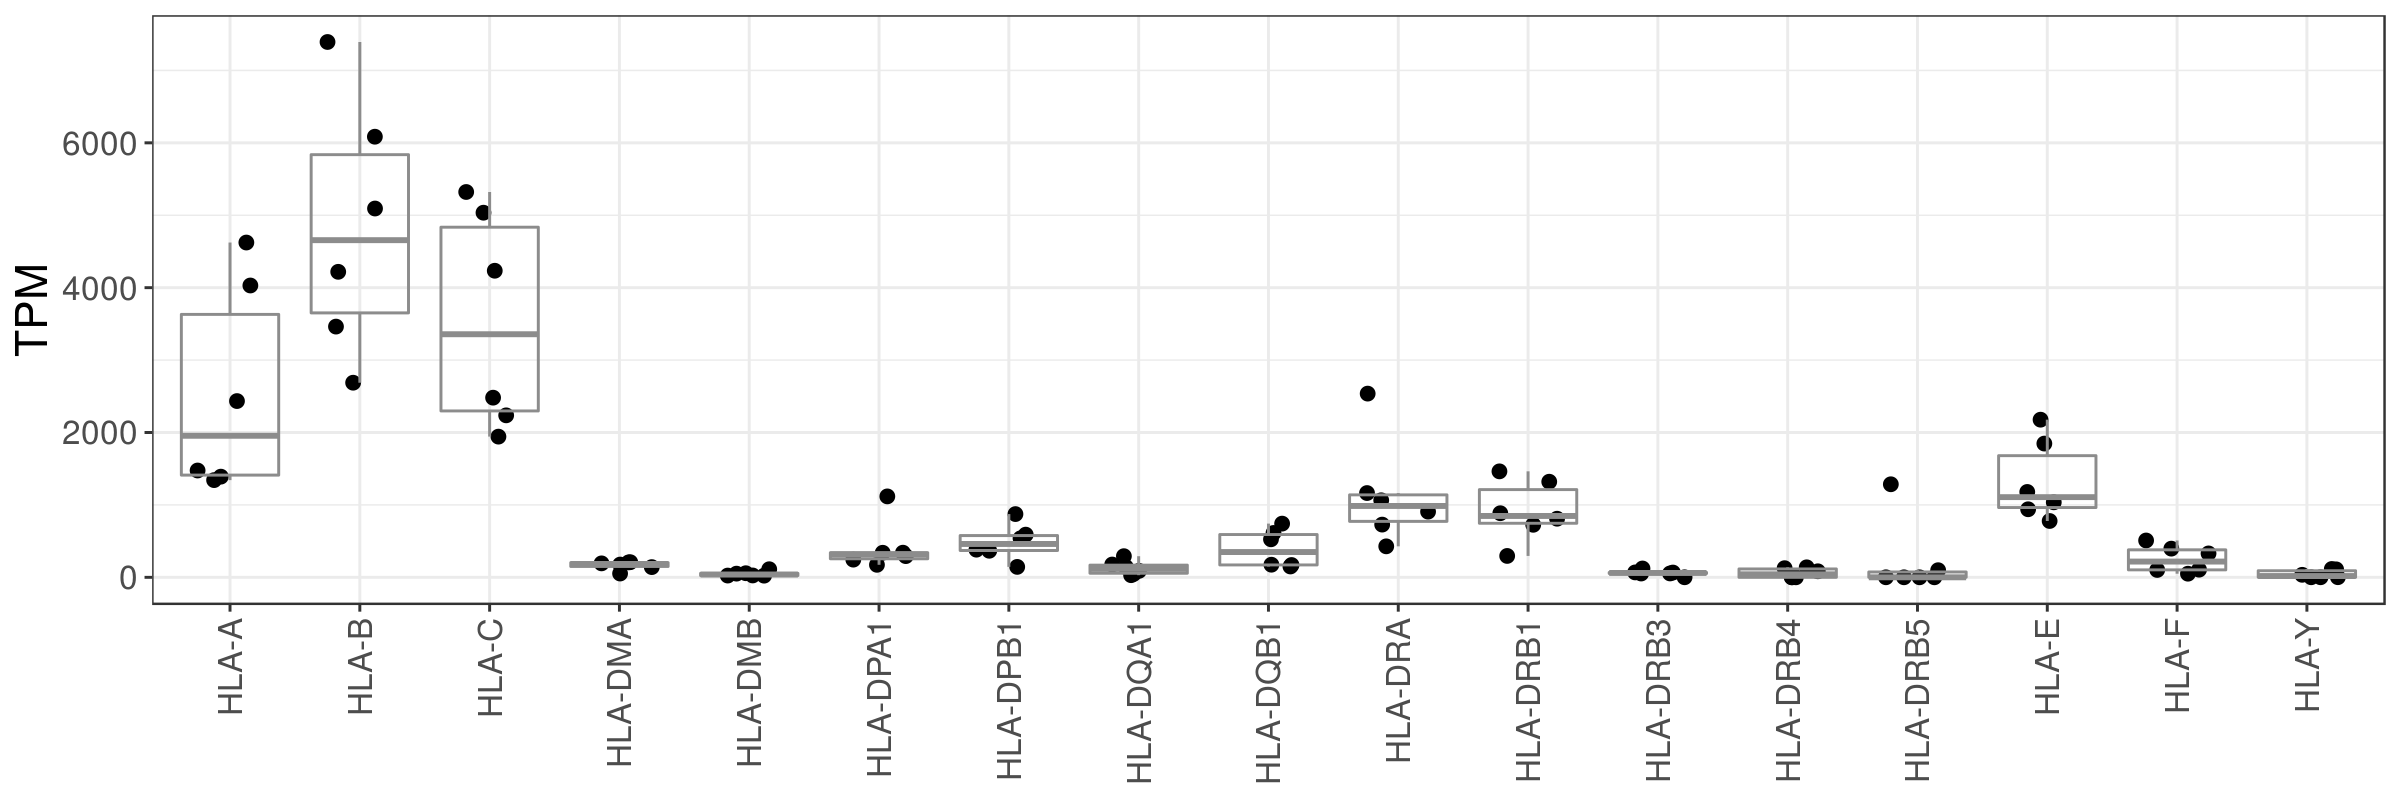 TPM
6000
4000
2000
0
HLA-A
HLA-B
HLA-C
HLA-DMA
HLA-DMB
HLA-DPA1
HLA-DPB1
HLA-DQA1
HLA-DQB1
HLA-DRA
HLA-DRB1
HLA-DRB3
HLA-DRB4
HLA-DRB5
HLA-E
HLA-F
HLA-Y